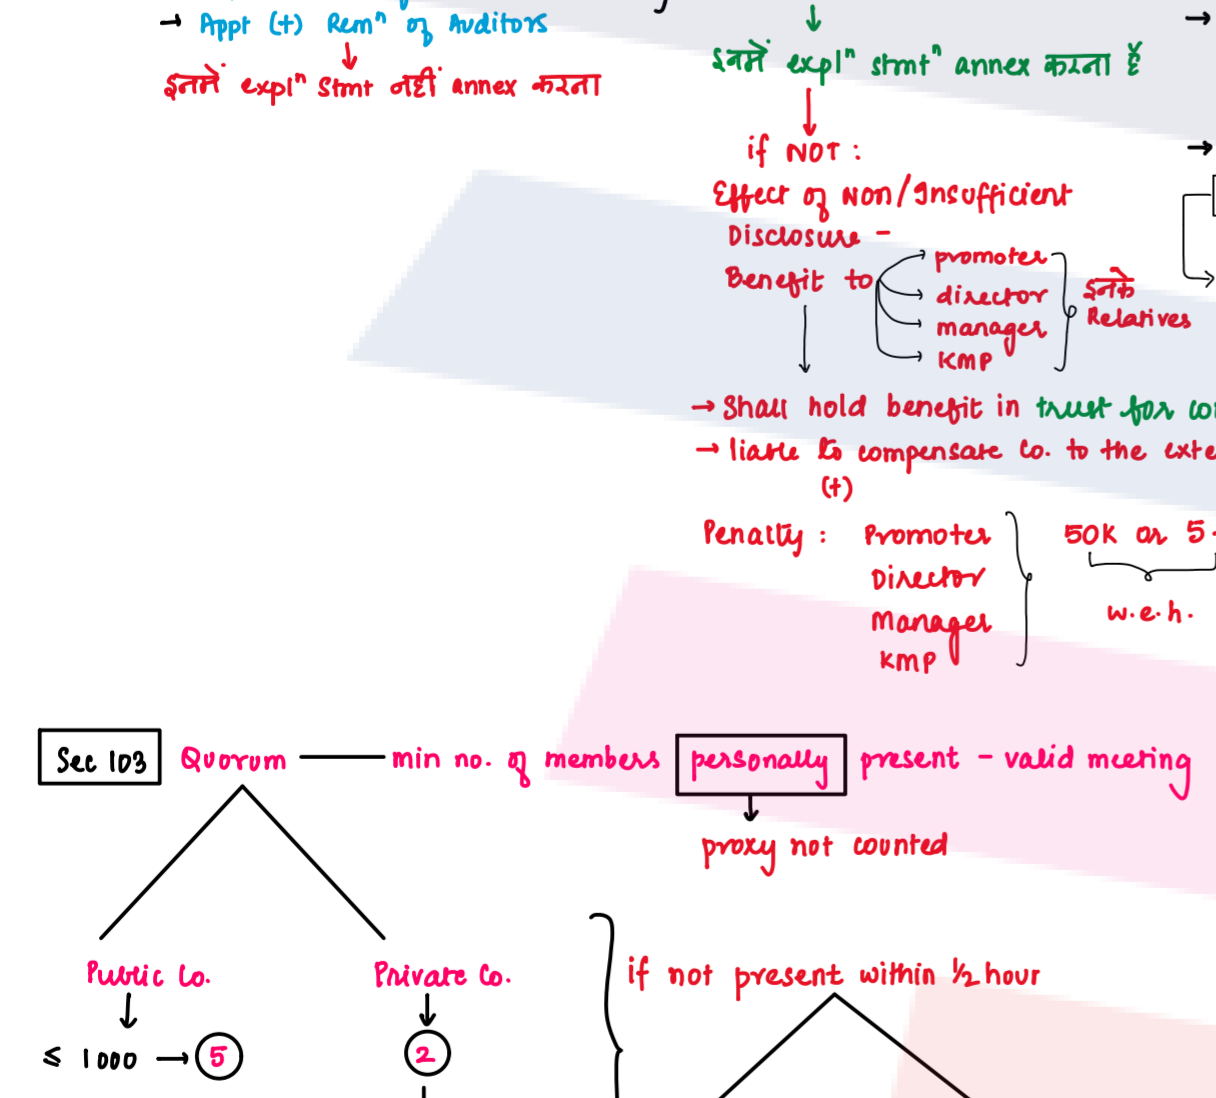 → Appt (+) Remⁿ of Auditors
इनमें explⁿ Stmt नहीं annex करना
इनमें explⁿ stmtⁿ annex करना है
if NOT :
Effect of Non/Insufficient
Disclosure -
Benefit to
promoter
director
manager
KMP
इनके
Relatives
→ Shall hold benefit in trust for co
→ liable to compensate Co. to the exte
(+)
Penalty : Promoter
Director
Manager
KMP
50K or 5
w.e.h.
Sec 103 Quorum — min no. of members personally present - valid meeting
proxy not counted
Public Co.
≤ 1000 → 5
Private Co.
2
if not present within ½ hour